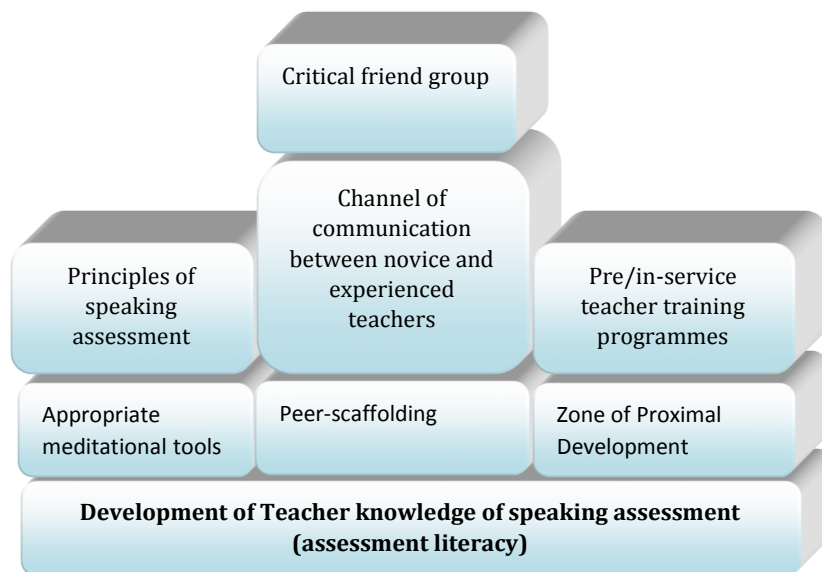 Critical friend group
Channel of
communication
between novice and
experienced
teachers
Principles of
speaking
assessment
Pre/in-service
teacher training
programmes
Appropriate
meditational tools
Peer-scaffolding
Zone of Proximal
Development
Development of Teacher knowledge of speaking assessment
(assessment literacy)